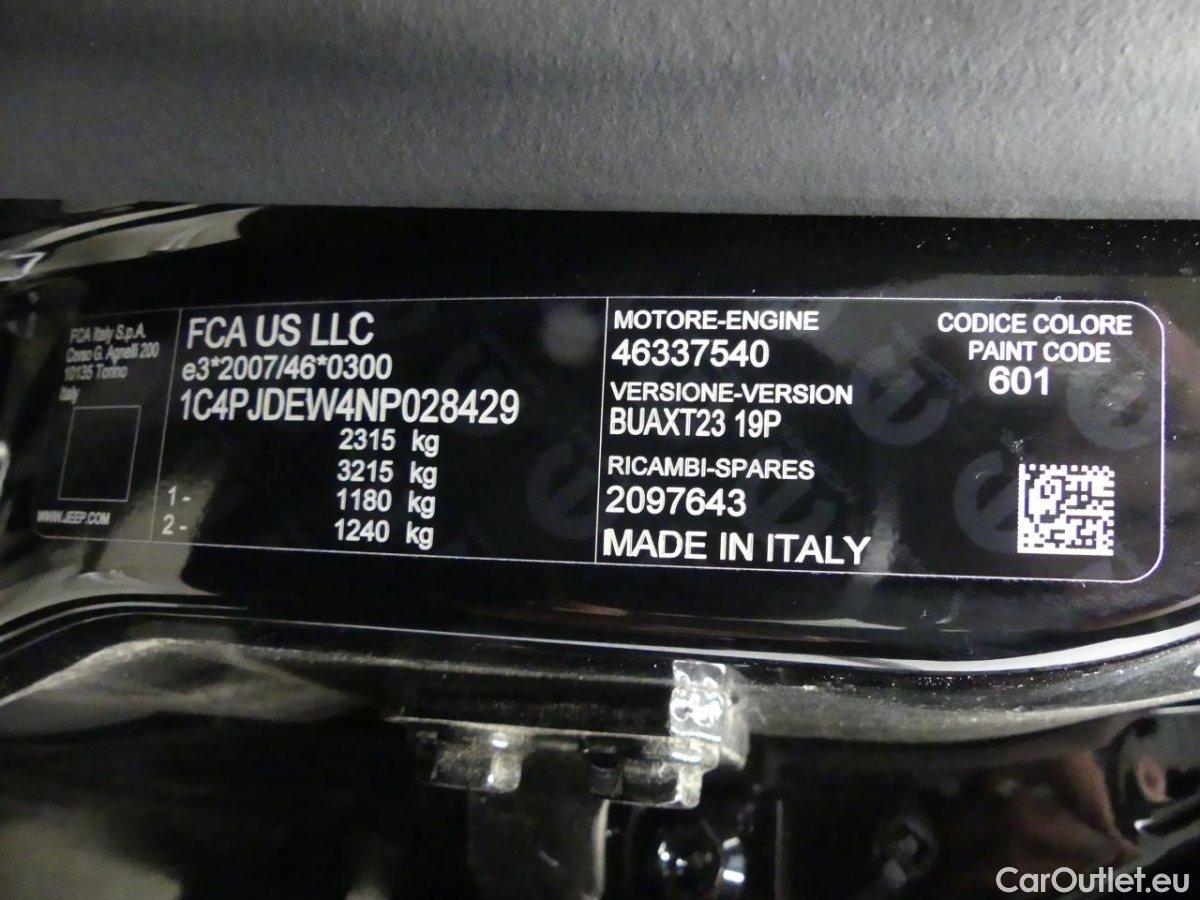 FCA Italy S.p.A.
Corso G. Agnelli 200
10135 Torino
Italy
WWW.JEEP.COM
FCA US LLC
e3*2007/46*0300
1C4PJDEW4NP028429
2315 kg
3215 kg
1- 1180 kg
2- 1240 kg
MOTORE-ENGINE
46337540
VERSIONE-VERSION
BUAXT23 19P
RICAMBI-SPARES
2097643
MADE IN ITALY
CODICE COLORE
PAINT CODE
601
CarOutlet.eu